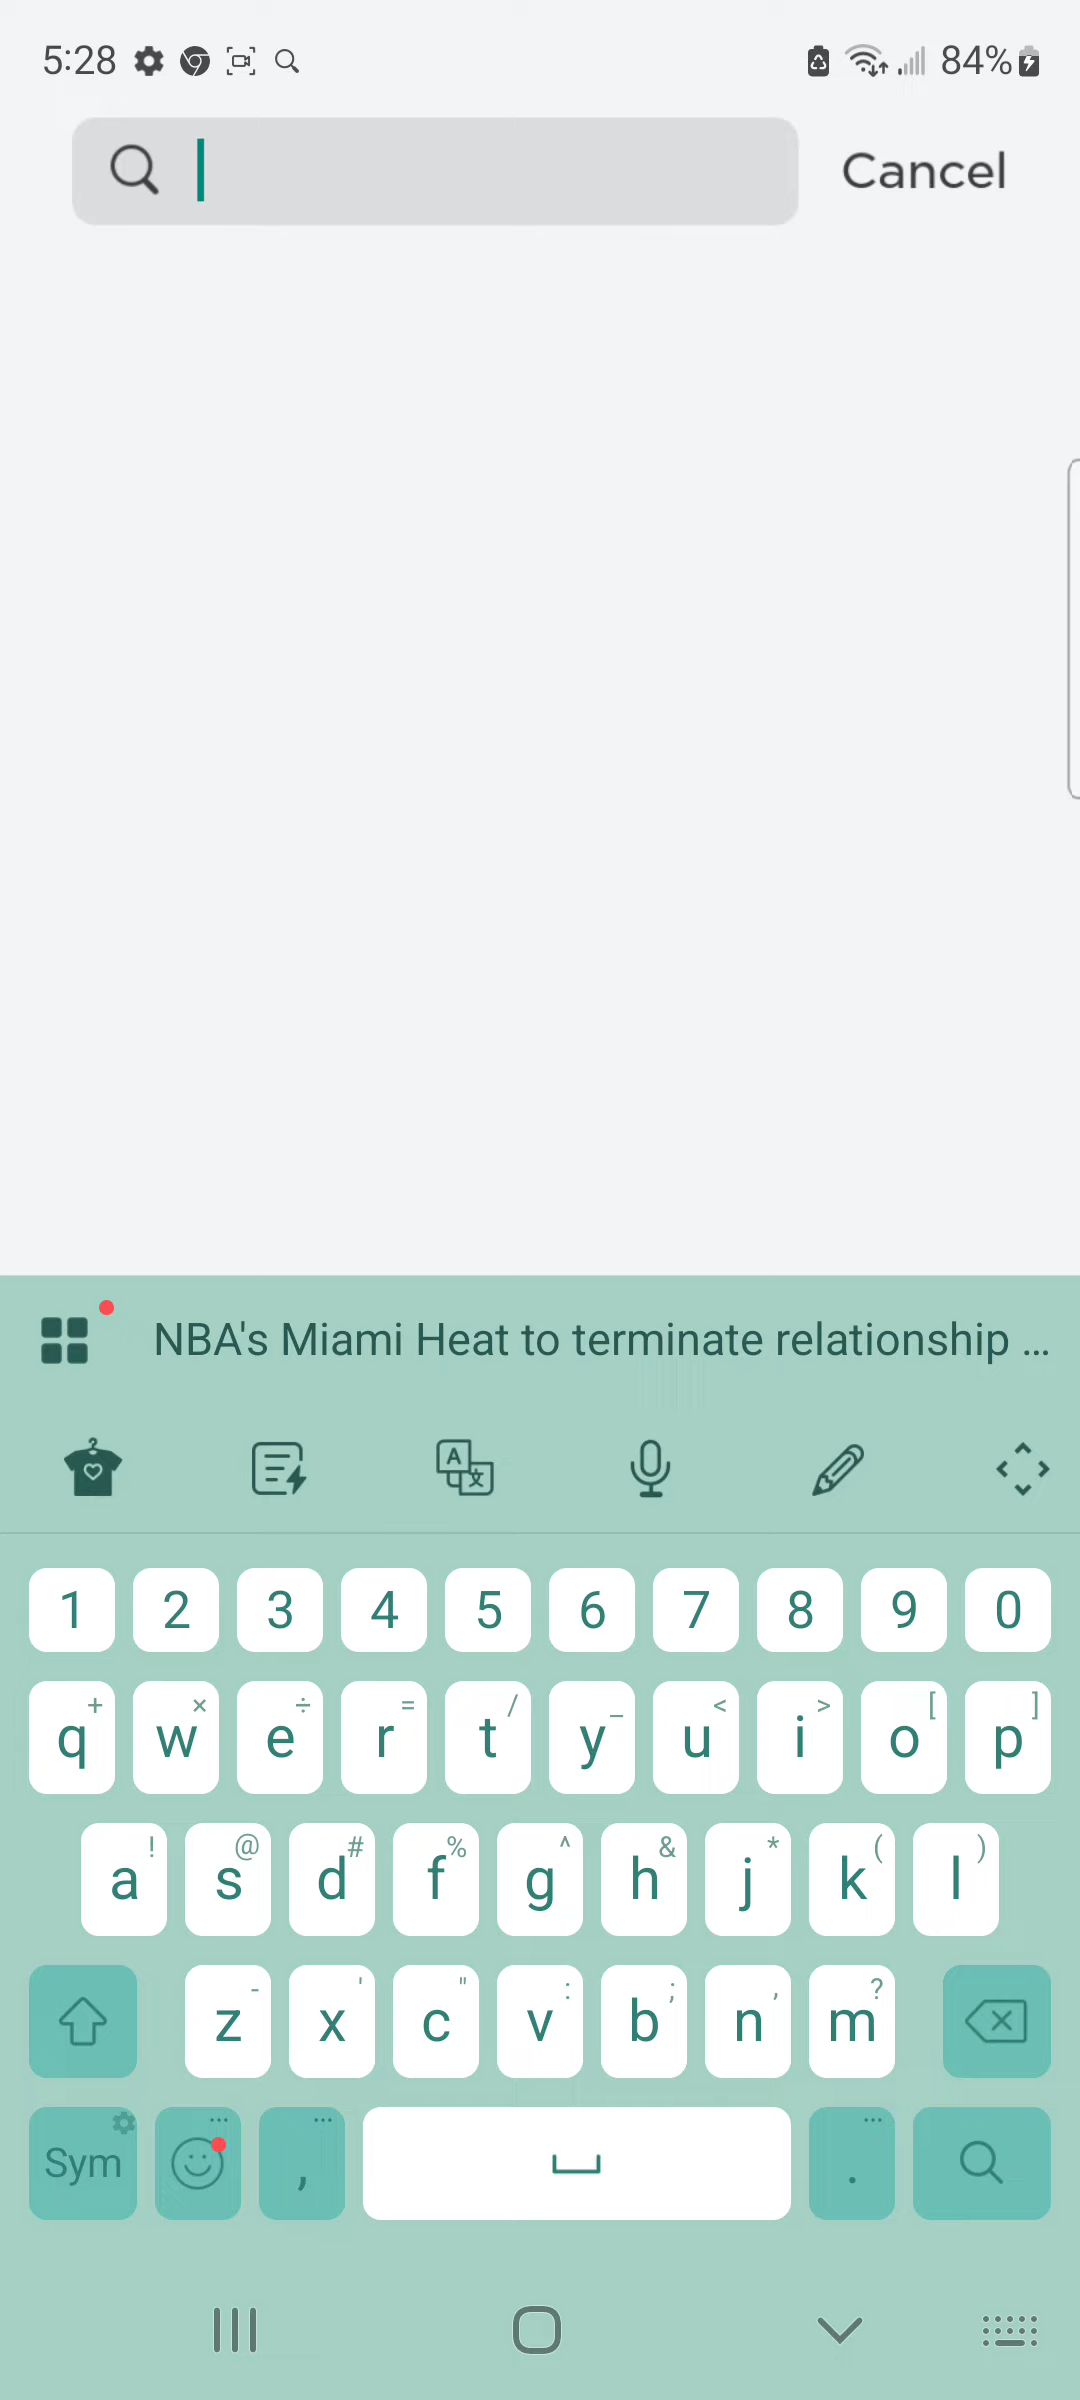 5:28 84%
Cancel
NBA's Miami Heat to terminate relationship ...
1 2 3 4 5 6 7 8 9 0
+ × ÷ = / _ < > [ ]
q w e r t y u i o p
! @ # % ^ & * ( )
a s d f g h j k l
- ' " : ; , ?
z x c v b n m
Sym , .